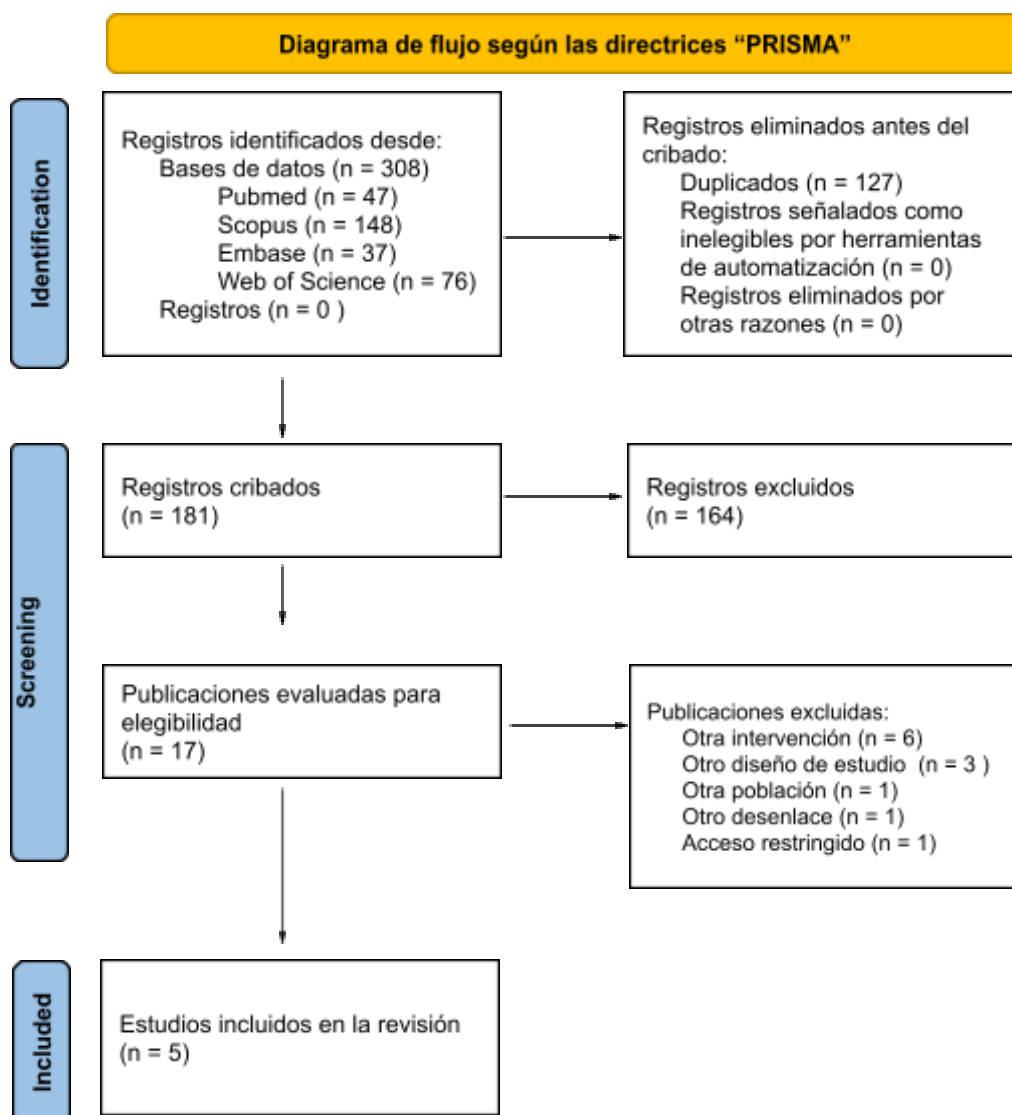 Diagrama de flujo según las directrices “PRISMA”
Identification
Registros identificados desde:
Bases de datos (n = 308)
Pubmed (n = 47)
Scopus (n = 148)
Embase (n = 37)
Web of Science (n = 76)
Registros (n = 0 )
Registros eliminados antes del
cribado:
Duplicados (n = 127)
Registros señalados como
inelegibles por herramientas
de automatización (n = 0)
Registros eliminados por
otras razones (n = 0)
Screening
Registros cribados
(n = 181)
Registros excluidos
(n = 164)
Publicaciones evaluadas para
elegibilidad
(n = 17)
Publicaciones excluidas:
Otra intervención (n = 6)
Otro diseño de estudio (n = 3 )
Otra población (n = 1)
Otro desenlace (n = 1)
Acceso restringido (n = 1)
Included
Estudios incluidos en la revisión
(n = 5)